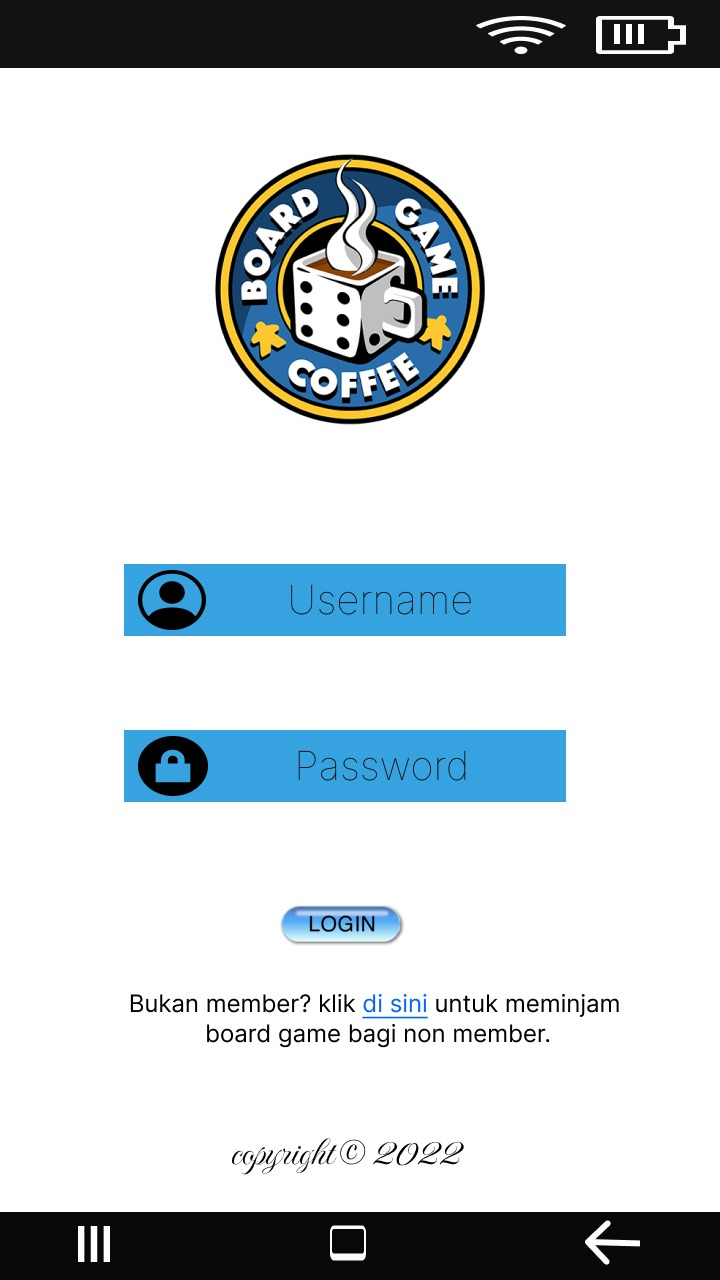 BOARD GAME
COFFEE
Username
Password
LOGIN
Bukan member? klik di sini untuk meminjam
board game bagi non member.
copyright© 2022